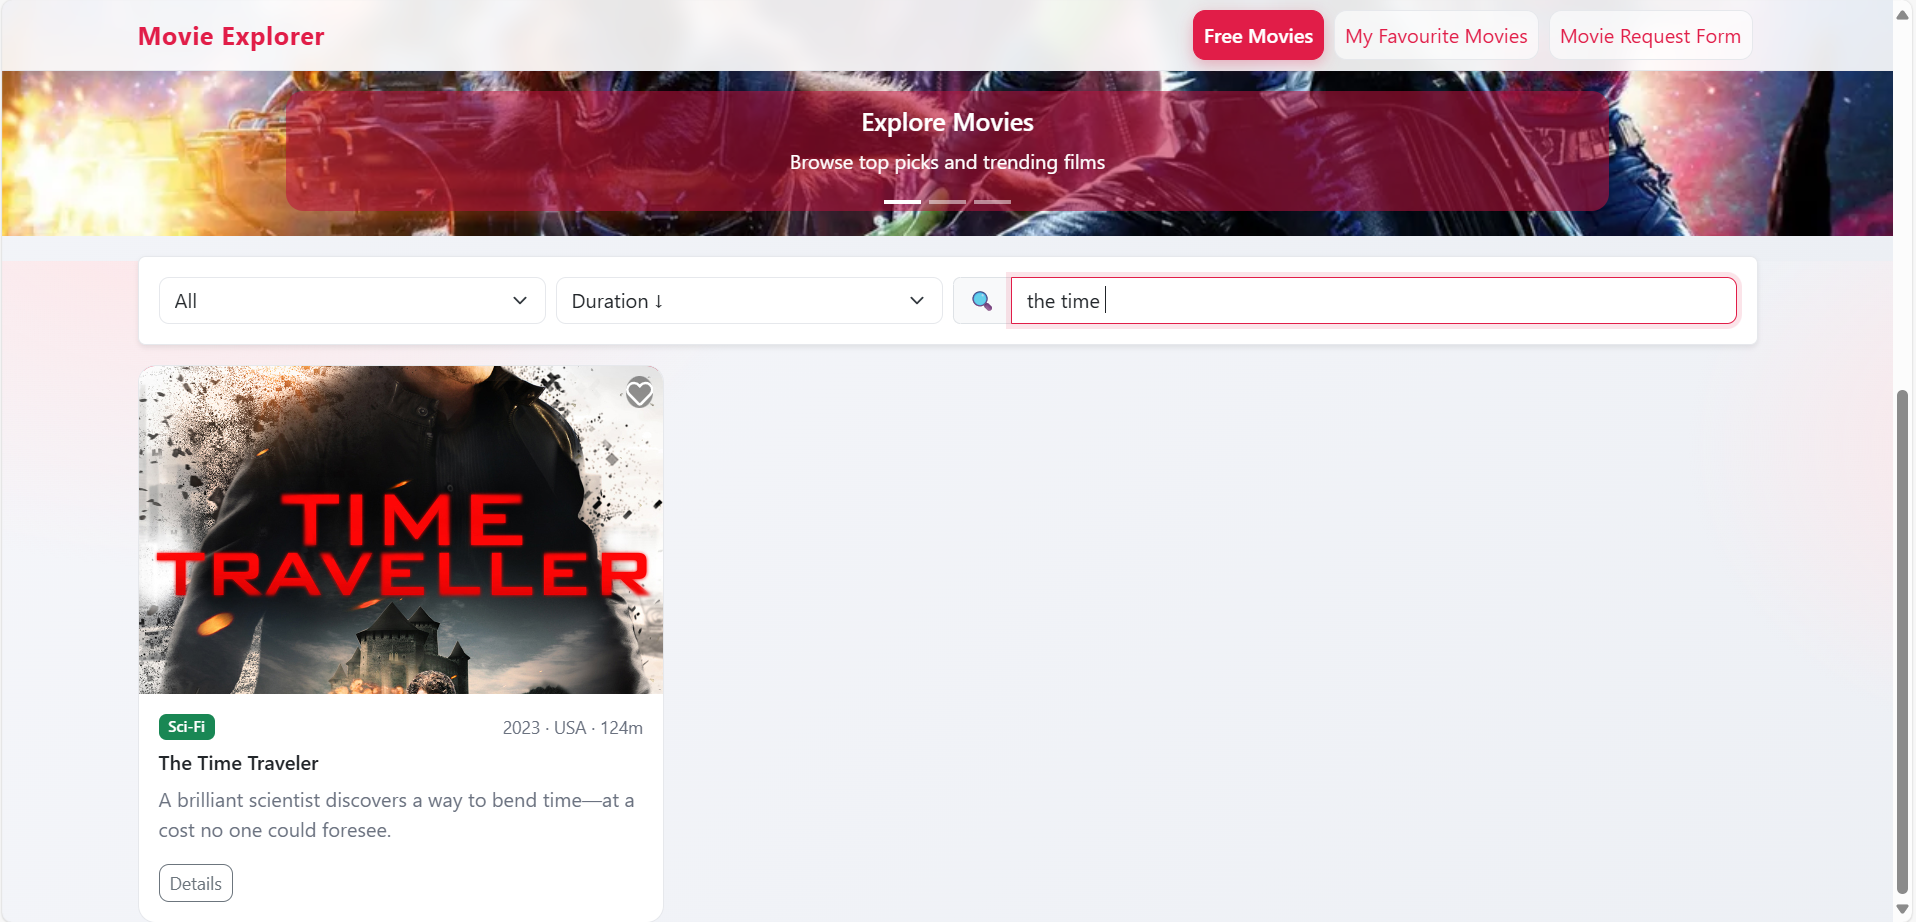 Movie Explorer
Free Movies
My Favourite Movies
Movie Request Form
Explore Movies
Browse top picks and trending films
All
Duration ↓
the time
TIME
TRAVELLER
Sci-Fi
2023 · USA · 124m
The Time Traveler
A brilliant scientist discovers a way to bend time—at a
cost no one could foresee.
Details